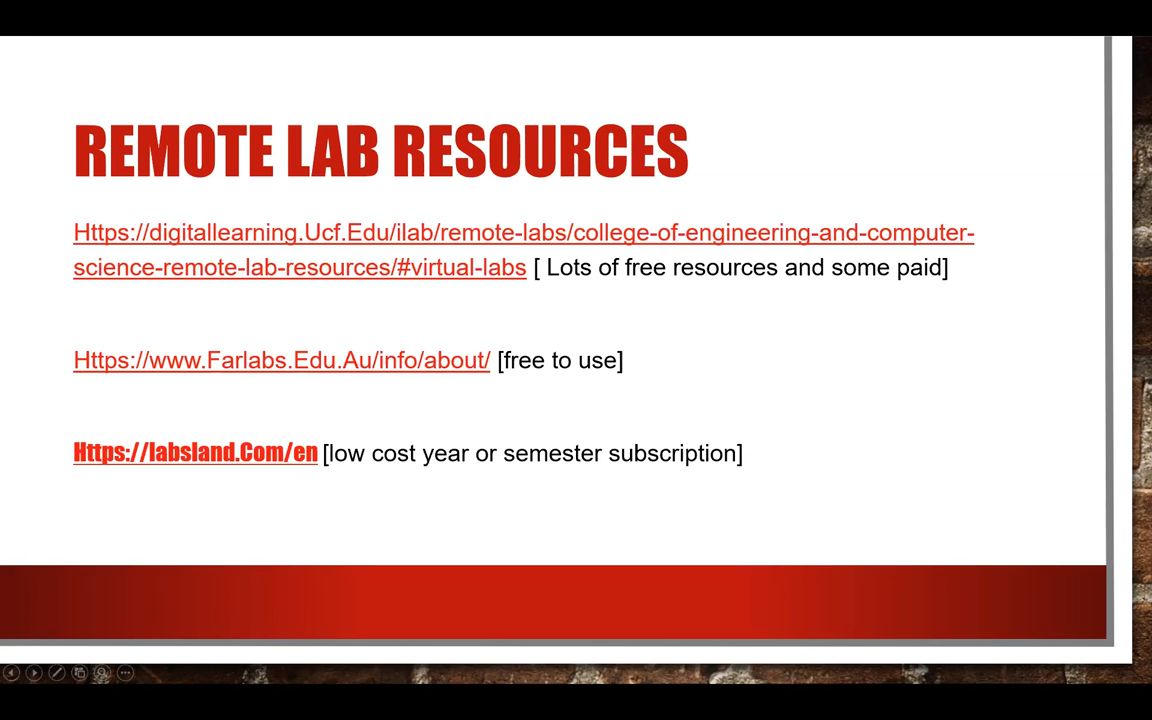 REMOTE LAB RESOURCES
Https://digitallearning.Ucf.Edu/ilab/remote-labs/college-of-engineering-and-computer-
science-remote-lab-resources/#virtual-labs [ Lots of free resources and some paid]
Https://www.Farlabs.Edu.Au/info/about/ [free to use]
Https://labsland.Com/en [low cost year or semester subscription]